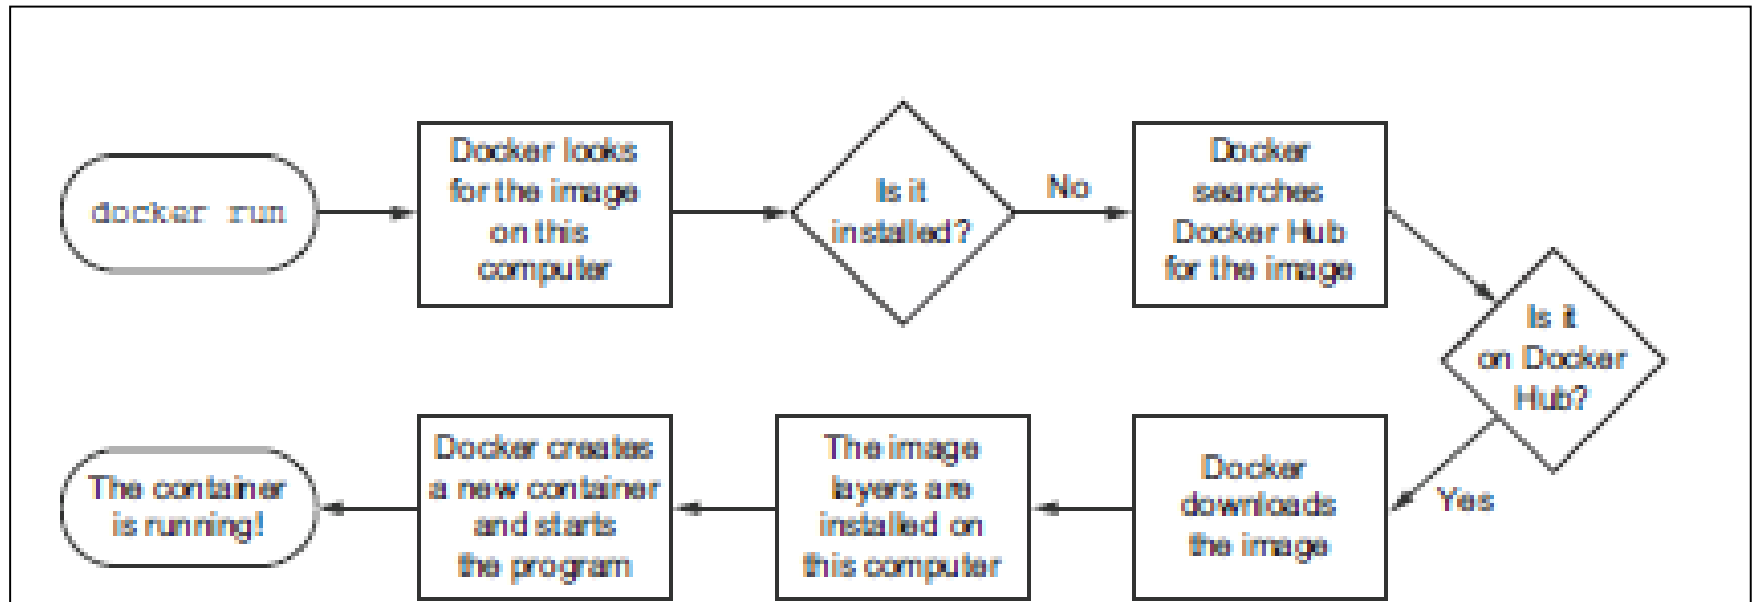 docker run
Docker looks
for the image
on this
computer
Is it
installed?
No
Docker
searches
Docker Hub
for the image
Is it
on Docker
Hub?
Yes
Docker
downloads
the image
The image
layers are
installed on
this computer
Docker creates
a new container
and starts
the program
The container
is running!